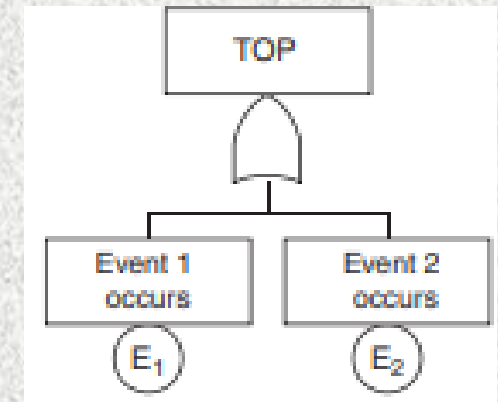 TOP
Event 1
occurs
Event 2
occurs
E₁
E₂